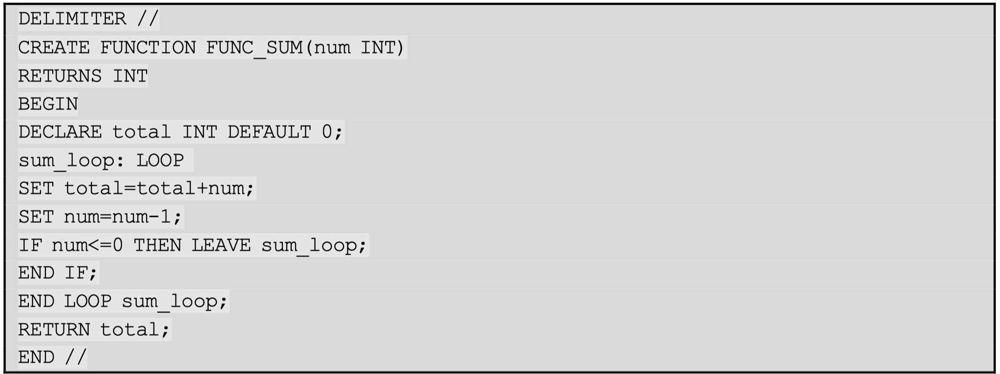 DELIMITER //
CREATE FUNCTION FUNC_SUM(num INT)
RETURNS INT
BEGIN
DECLARE total INT DEFAULT 0;
sum_loop: LOOP
SET total=total+num;
SET num=num-1;
IF num<=0 THEN LEAVE sum_loop;
END IF;
END LOOP sum_loop;
RETURN total;
END //